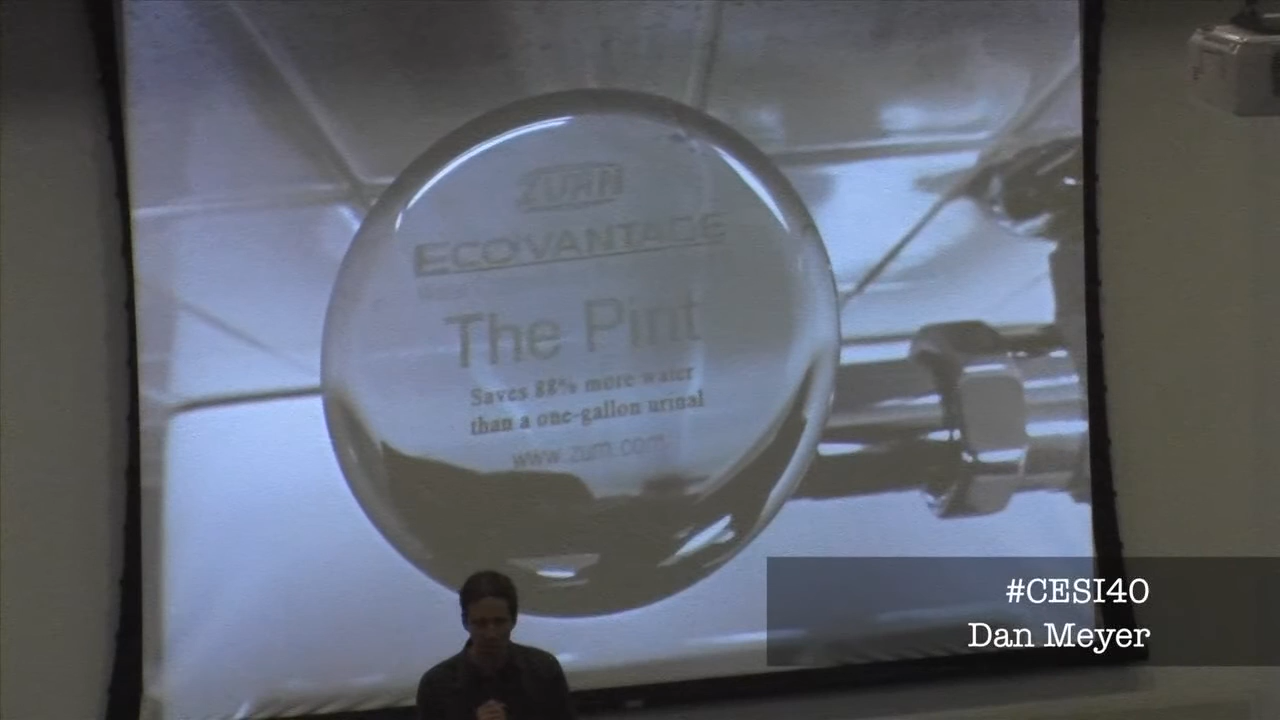 ZURN
ECOVANTAGE
The Pint
Saves 88% more water
than a one-gallon urinal
www.zurn.com
#CESI40
Dan Meyer